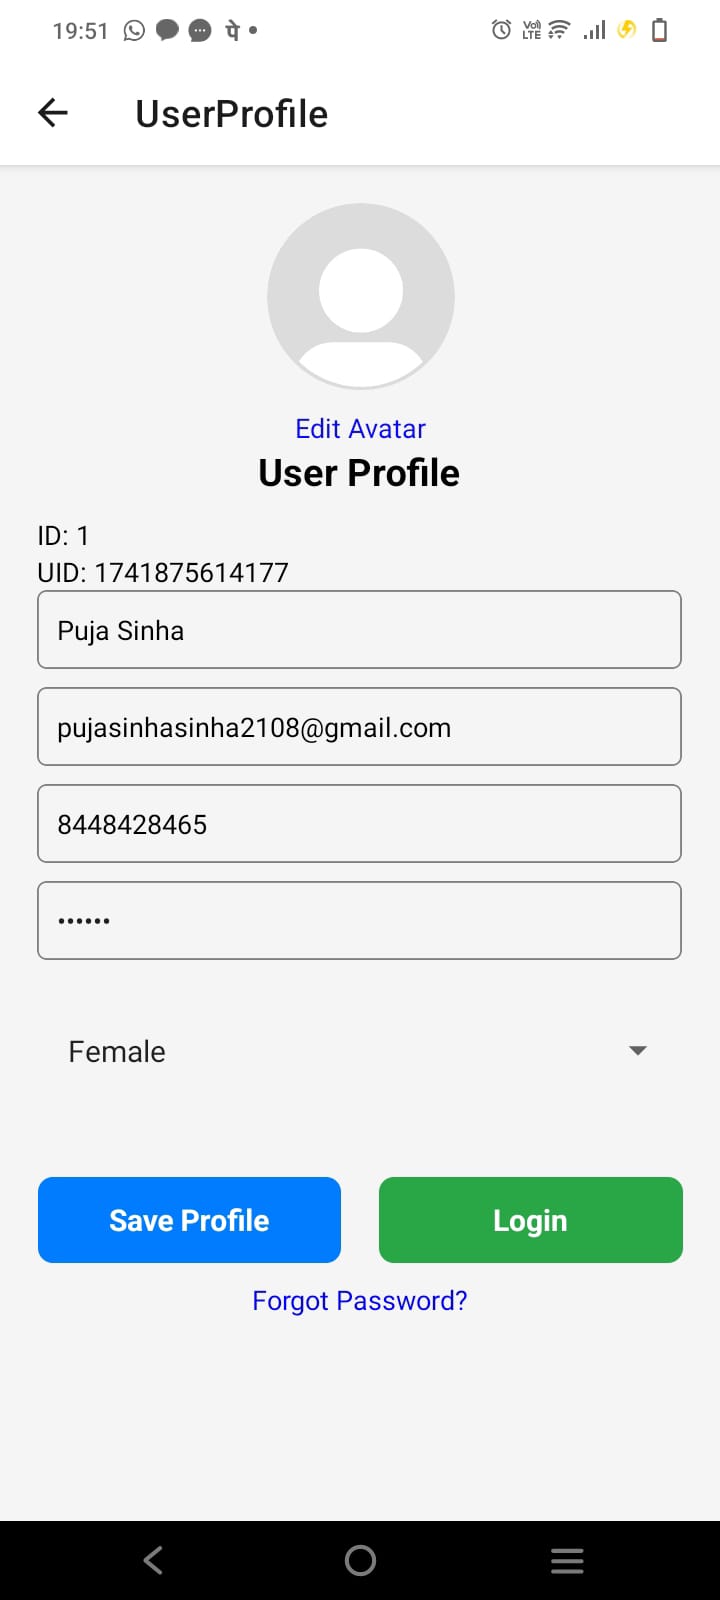 19:51 पे Vo) LTE
UserProfile
Edit Avatar
User Profile
ID: 1
UID: 1741875614177
Puja Sinha
pujasinhasinha2108@gmail.com
8448428465
••••••
Female
Save Profile Login
Forgot Password?